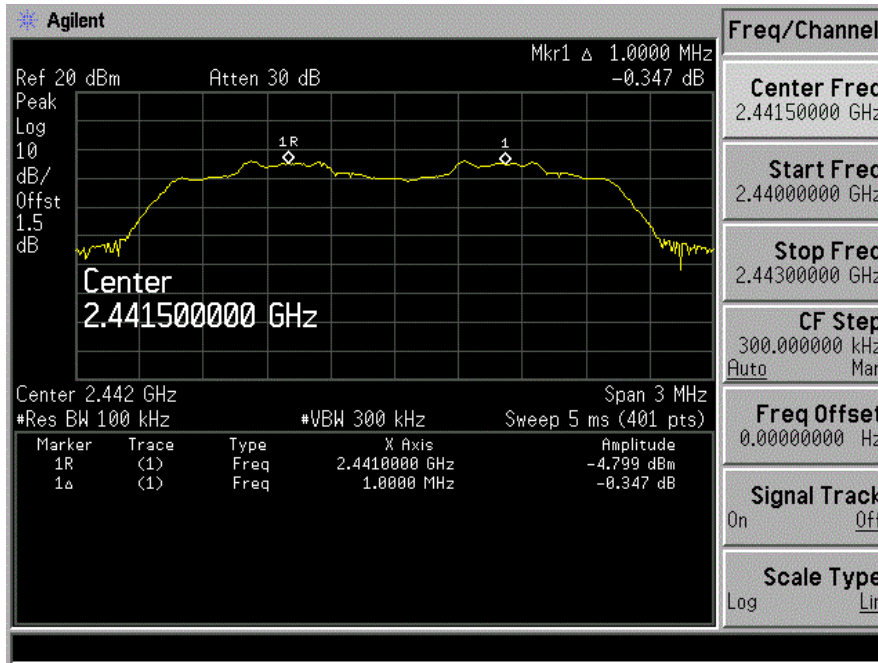 Agilent
Freq/Channel
Mkr1 Δ 1.0000 MHz
Ref 20 dBm Atten 30 dB -0.347 dB
Peak
Log
10
dB/
Offst
1.5
dB
1R
1
Center
2.441500000 GHz
Center 2.442 GHz Span 3 MHz
#Res BW 100 kHz #VBW 300 kHz Sweep 5 ms (401 pts)
Marker Trace Type X Axis Amplitude
1R (1) Freq 2.4410000 GHz -4.799 dBm
1Δ (1) Freq 1.0000 MHz -0.347 dB
Center Freq
2.44150000 GHz
Start Freq
2.44000000 GHz
Stop Freq
2.44300000 GHz
CF Step
300.000000 kHz
Auto Man
Freq Offset
0.00000000 Hz
Signal Track
On Off
Scale Type
Log Lin